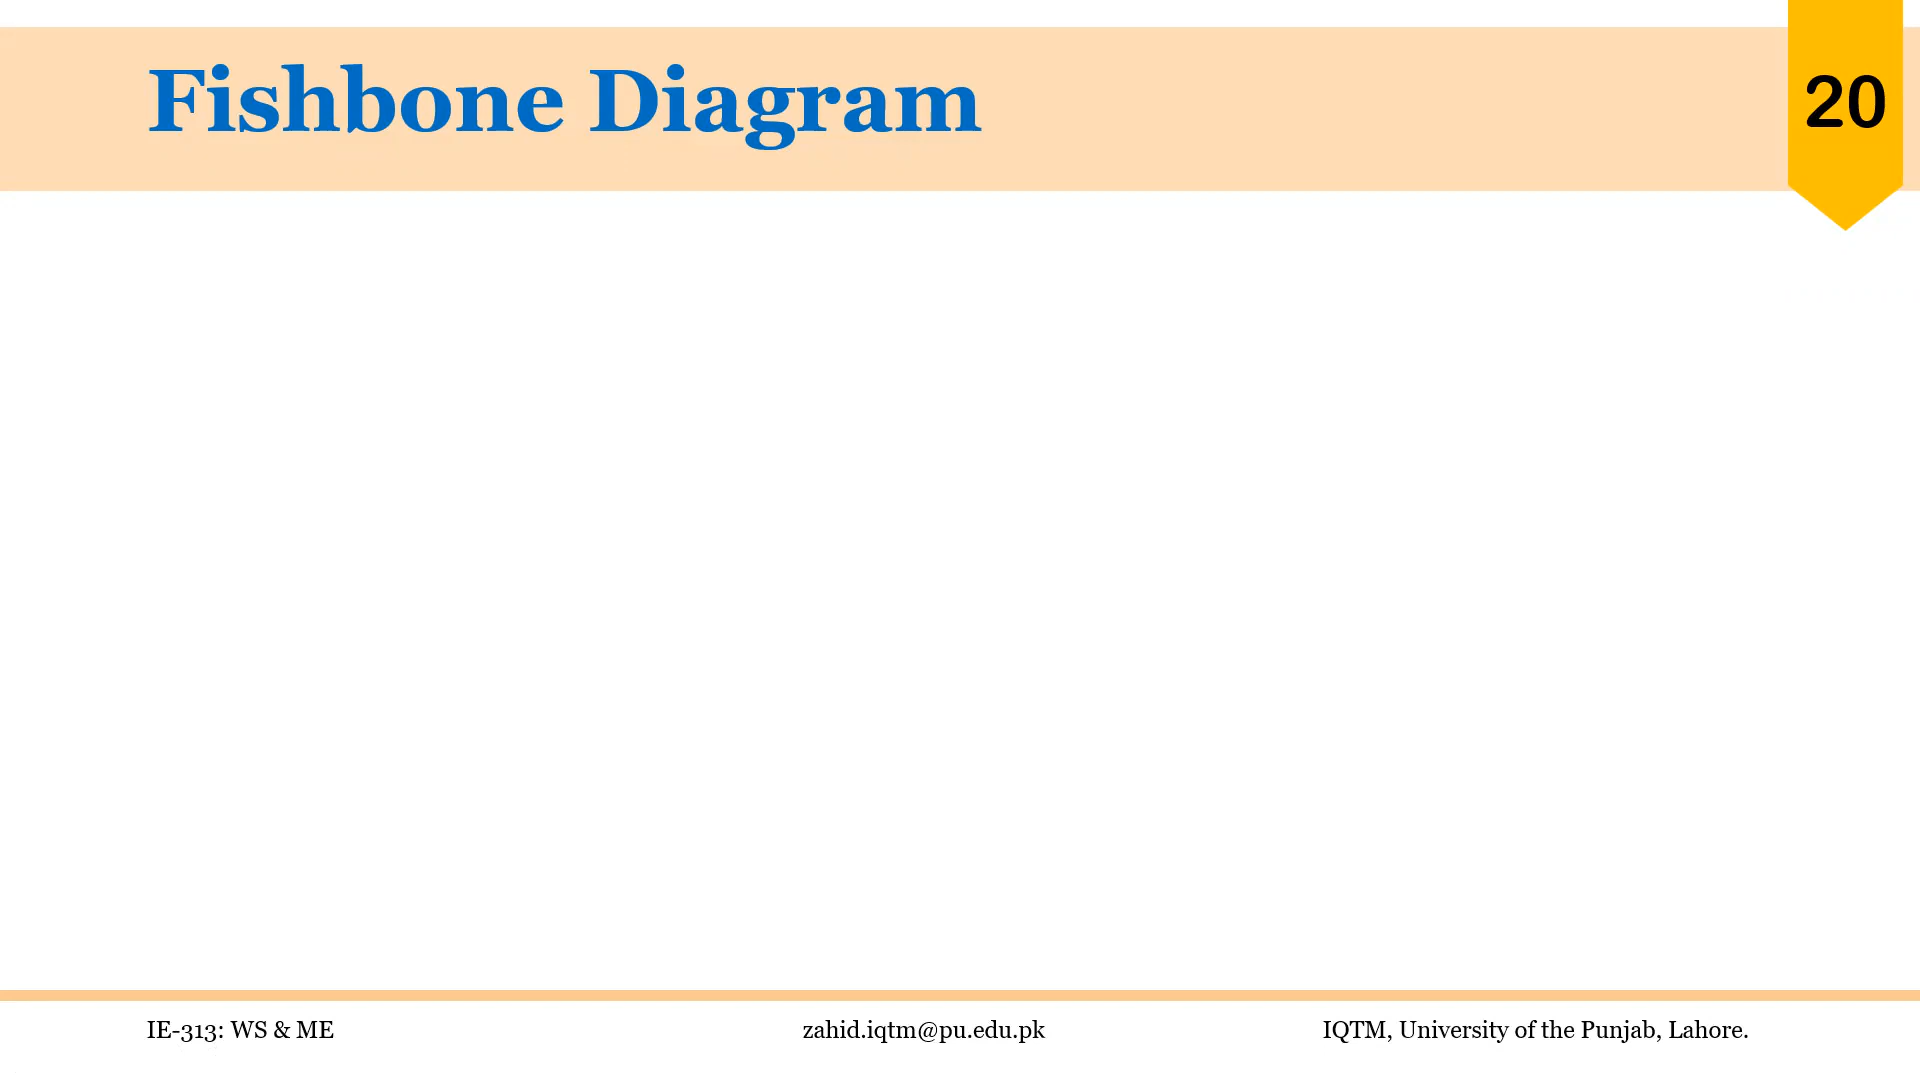 Fishbone Diagram
20
IE-313: WS & ME
zahid.iqtm@pu.edu.pk
IQTM, University of the Punjab, Lahore.